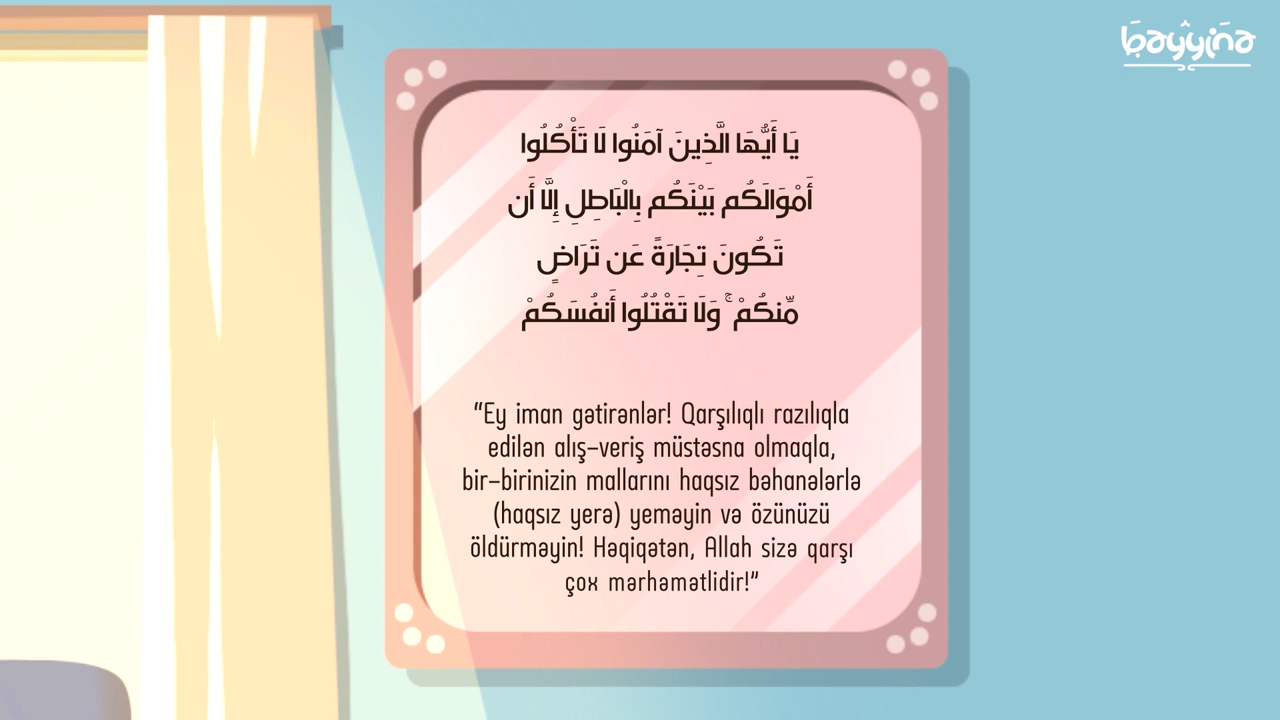 bayyina
يَا أَيُّهَا الَّذِينَ آمَنُوا لَا تَأْكُلُوا
أَمْوَالَكُم بَيْنَكُم بِالْبَاطِلِ إِلَّا أَن
تَكُونَ تِجَارَةً عَن تَرَاضٍ
مِّنكُمْ ۚ وَلَا تَقْتُلُوا أَنفُسَكُمْ
"Ey iman gətirənlər! Qarşılıqlı razılıqla
edilən alış-veriş müstəsna olmaqla,
bir-birinizin mallarını haqsız bəhanələrlə
(haqsız yerə) yeməyin və özünüzü
öldürməyin! Həqiqətən, Allah sizə qarşı
çox mərhəmətlidir!"